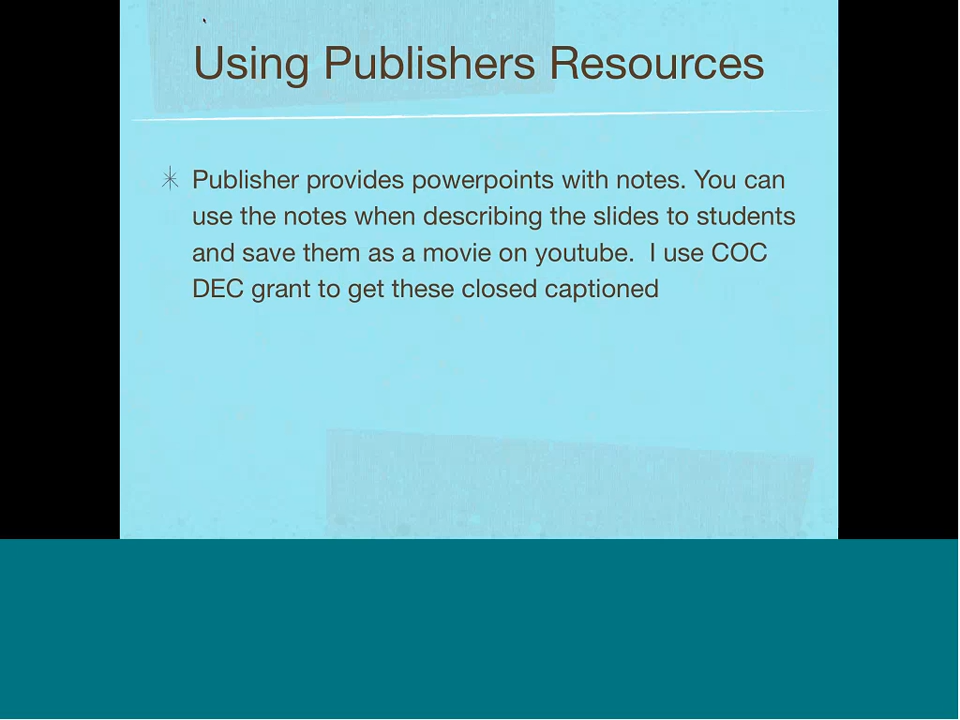 Using Publishers Resources
Publisher provides powerpoints with notes. You can
use the notes when describing the slides to students
and save them as a movie on youtube.  I use COC
DEC grant to get these closed captioned